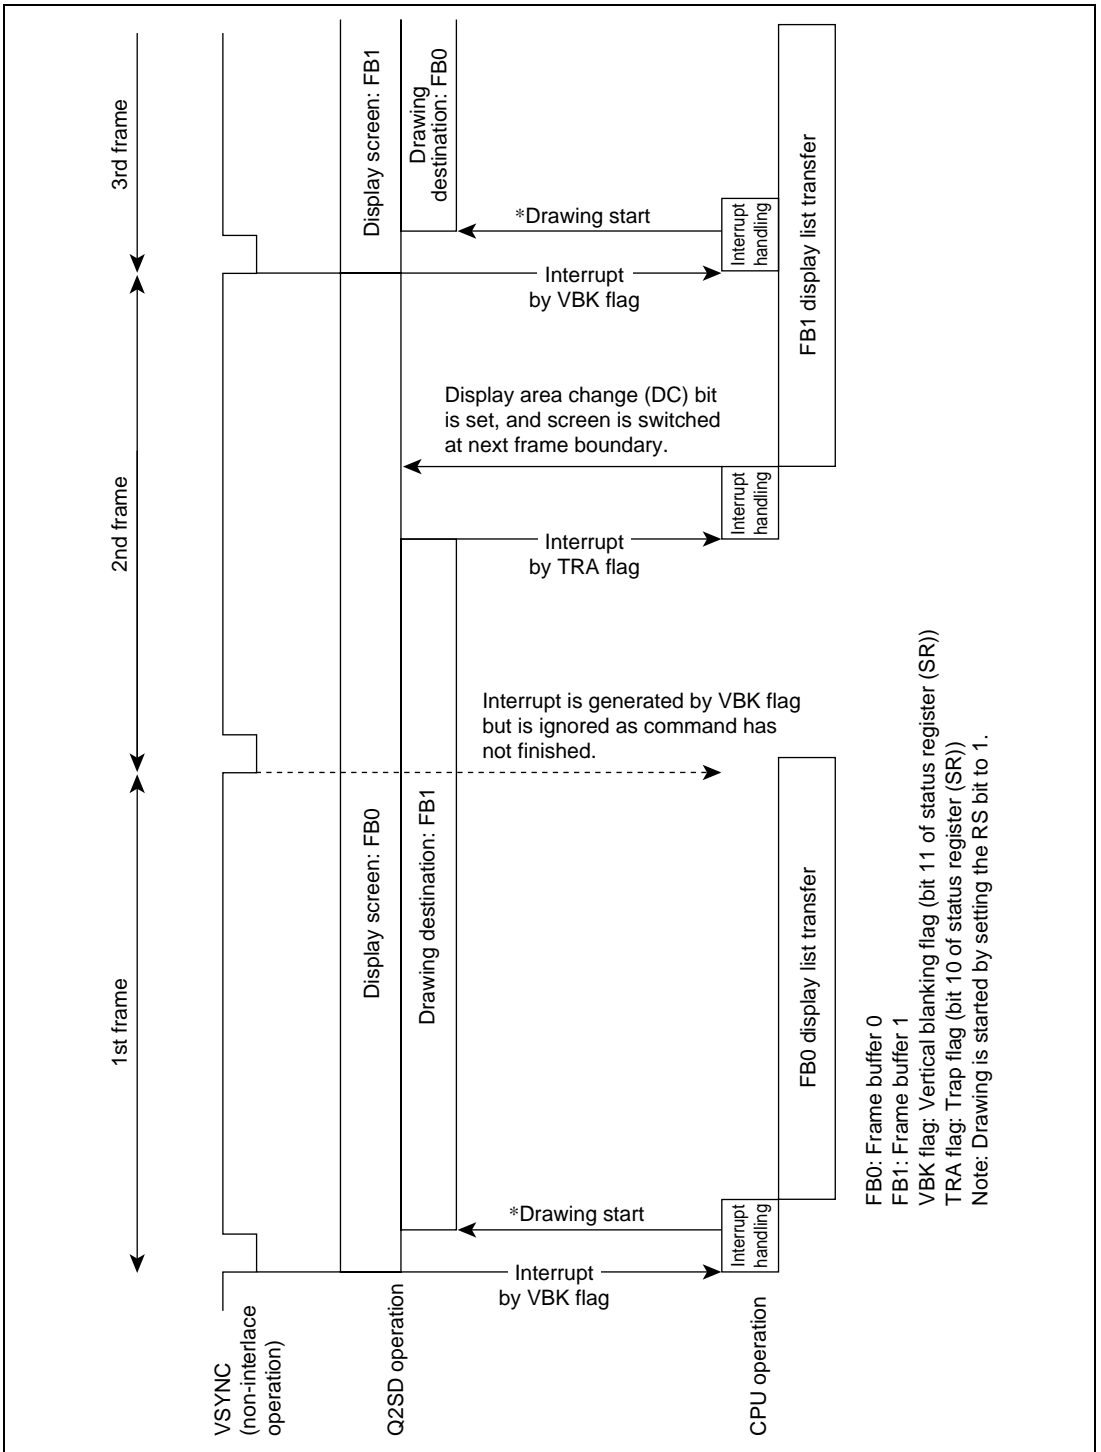 1st frame
2nd frame
3rd frame
VSYNC
(non-interlace
operation)
Q2SD operation
Display screen: FB0
Display screen: FB1
Drawing destination: FB1
Drawing
destination: FB0
Interrupt
by VBK flag
*Drawing start
Interrupt is generated by VBK flag
but is ignored as command has
not finished.
Interrupt
by TRA flag
Display area change (DC) bit
is set, and screen is switched
at next frame boundary.
Interrupt
by VBK flag
*Drawing start
CPU operation
Interrupt
handling
FB0 display list transfer
Interrupt
handling
FB1 display list transfer
Interrupt
handling
FB0: Frame buffer 0
FB1: Frame buffer 1
VBK flag: Vertical blanking flag (bit 11 of status register (SR))
TRA flag: Trap flag (bit 10 of status register (SR))
Note: Drawing is started by setting the RS bit to 1.